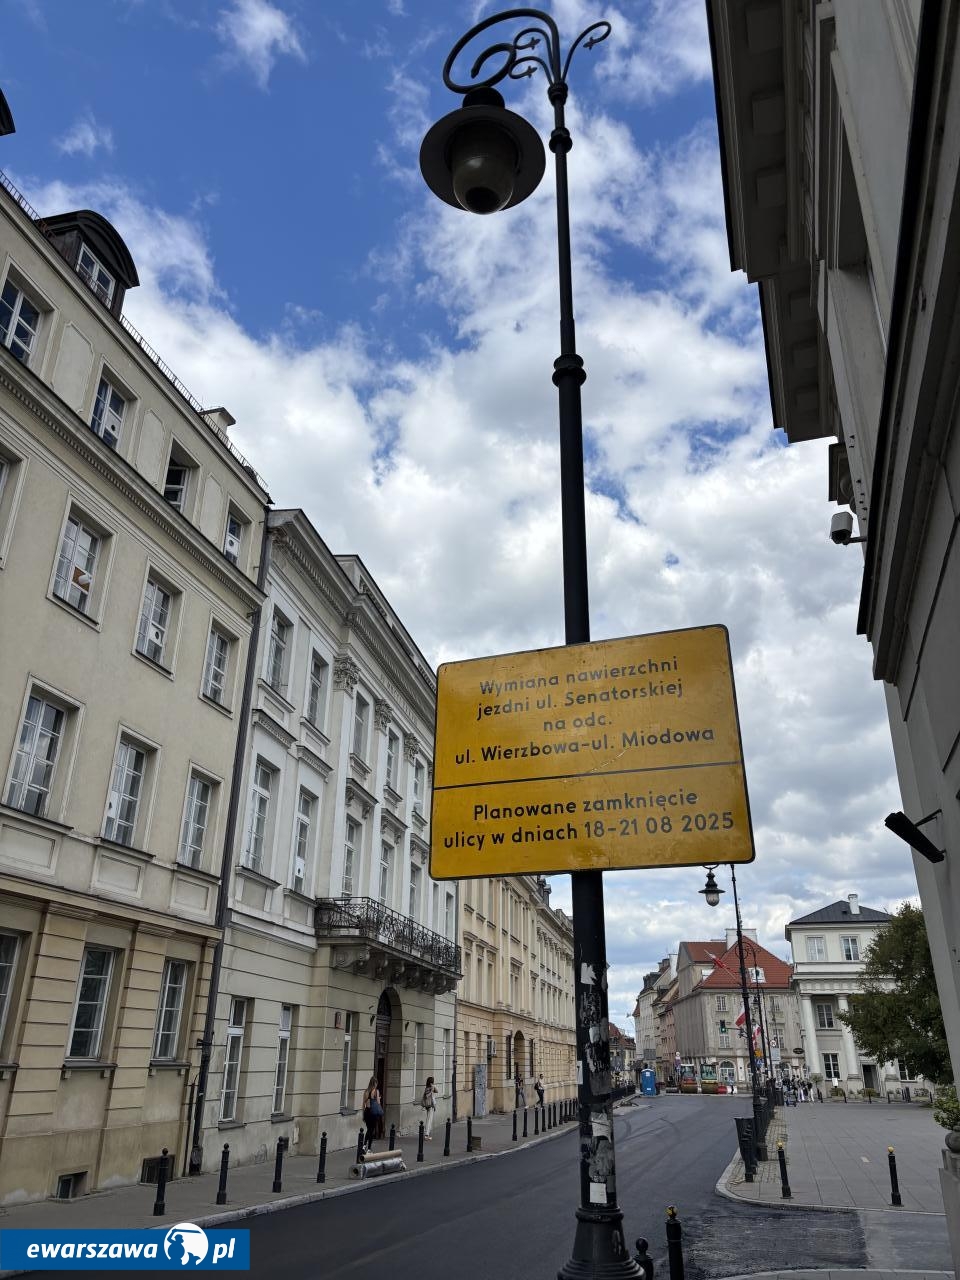 Wymiana nawierzchni
jezdni ul. Senatorskiej
na odc.
ul. Wierzbowa-ul. Miodowa
Planowane zamknięcie
ulicy w dniach 18-21 08 2025
ewarszawa.pl